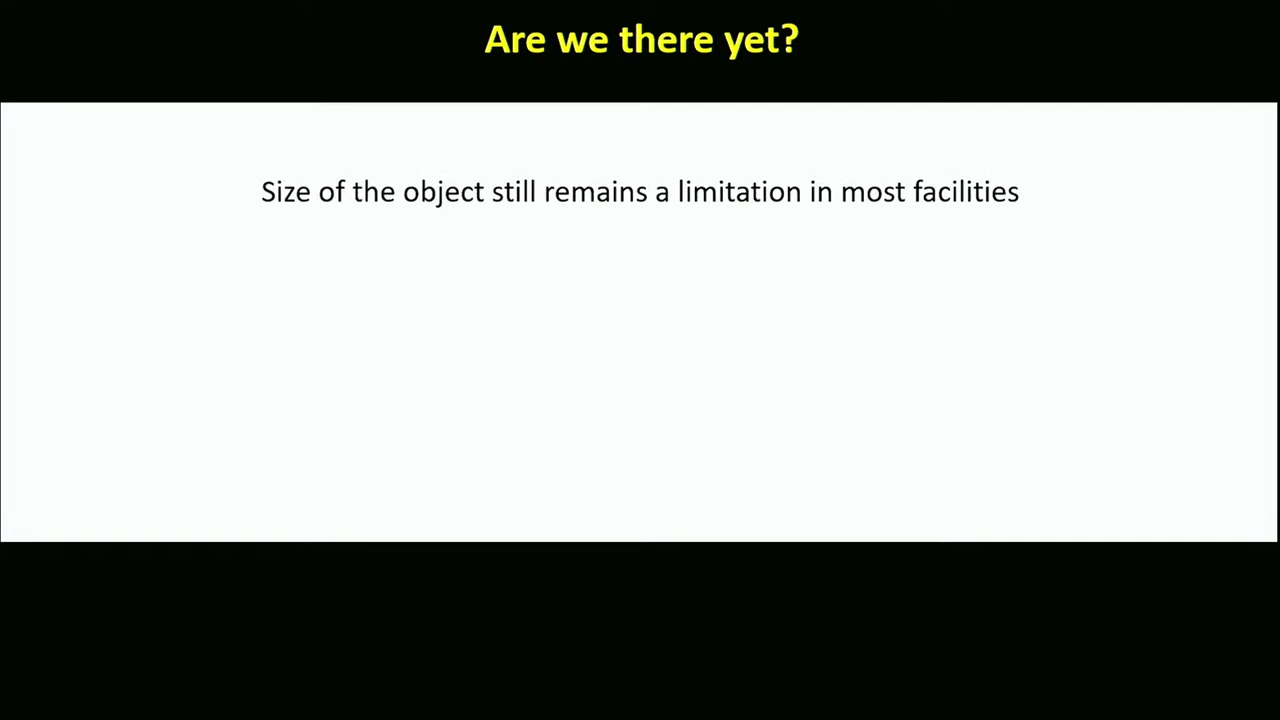 Are we there yet?
Size of the object still remains a limitation in most facilities